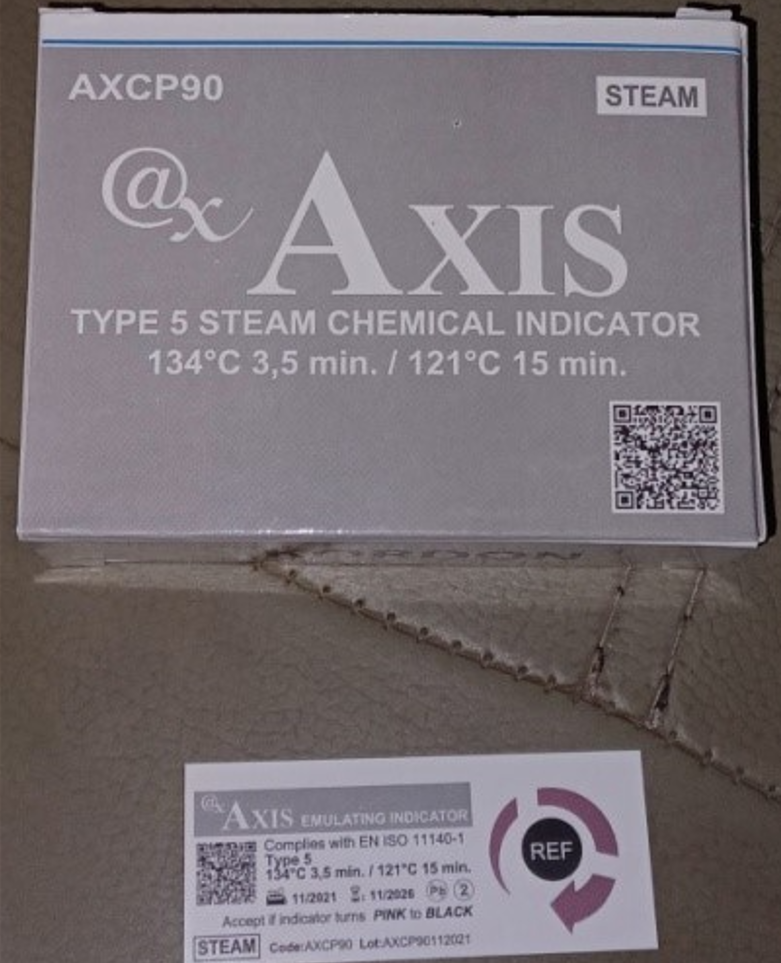 AXCP90
STEAM
@x AXIS
TYPE 5 STEAM CHEMICAL INDICATOR
134°C 3,5 min. / 121°C 15 min.
@x AXIS EMULATING INDICATOR
Complies with EN ISO 11140-1
Type 5
134°C 3,5 min. / 121°C 15 min.
11/2021 : 11/2026 Pb 2
Accept if indicator turns PINK to BLACK
STEAM Code:AXCP90 Lot:AXCP90112021
REF